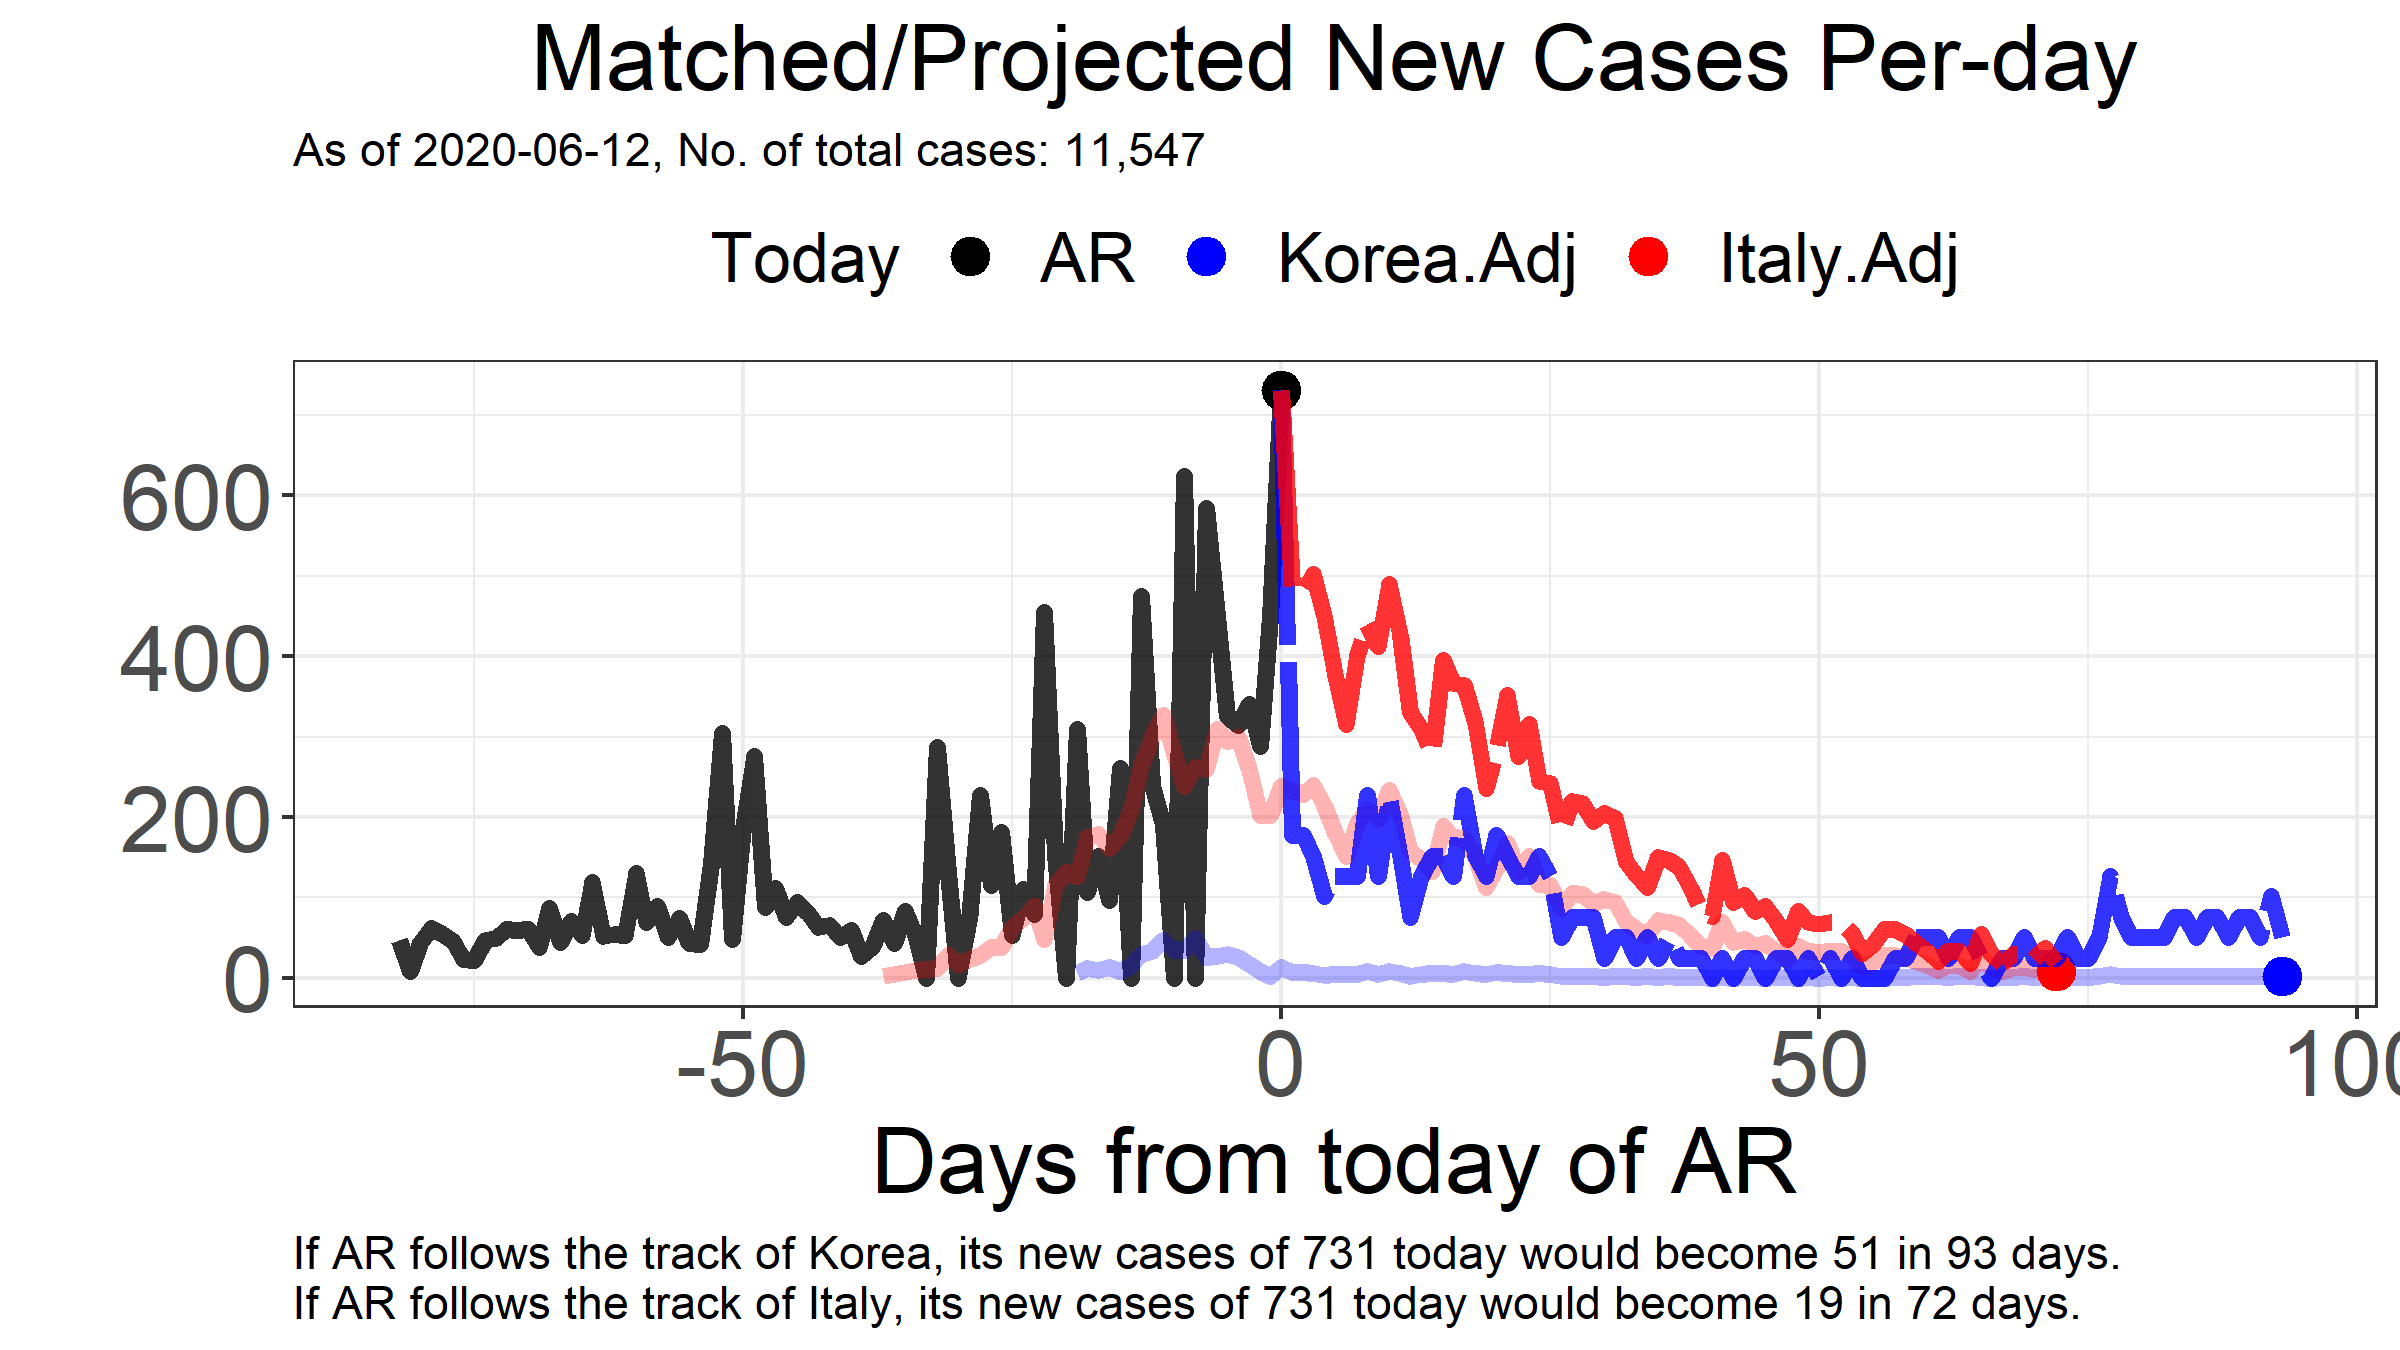 Matched/Projected New Cases Per-day
As of 2020-06-12, No. of total cases: 11,547
Today AR Korea.Adj Italy.Adj
600
400
200
0
-50 0 50 100
Days from today of AR
If AR follows the track of Korea, its new cases of 731 today would become 51 in 93 days.
If AR follows the track of Italy, its new cases of 731 today would become 19 in 72 days.